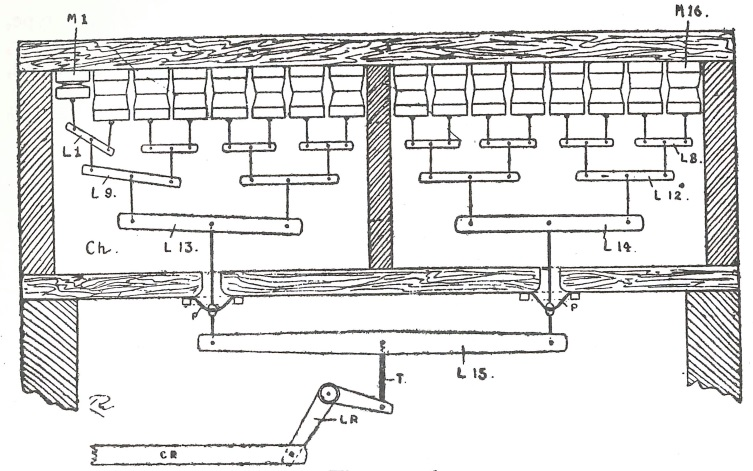 M1
M16.
L1
L8.
L9.
L12.
Ch.
L13.
L14.
P
P
L15.
T.
LR
CR